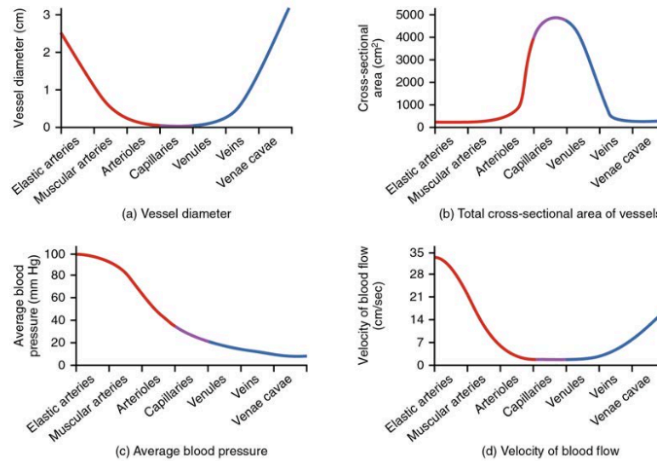 Vessel diameter
(cm)
3
2
1
0
Elastic arteries
Muscular arteries
Arterioles
Capillaries
Venules
Veins
Venae cavae
(a) Vessel diameter
Cross-sectional
area (cm²)
5000
4000
3000
2000
1000
0
Elastic arteries
Muscular arteries
Arterioles
Capillaries
Venules
Veins
Venae cavae
(b) Total cross-sectional area of vessels
Average blood
pressure (mm Hg)
100
80
60
40
20
0
Elastic arteries
Muscular arteries
Arterioles
Capillaries
Venules
Veins
Venae cavae
(c) Average blood pressure
Velocity of blood flow
(cm/sec)
35
28
21
14
7
0
Elastic arteries
Muscular arteries
Arterioles
Capillaries
Venules
Veins
Venae cavae
(d) Velocity of blood flow